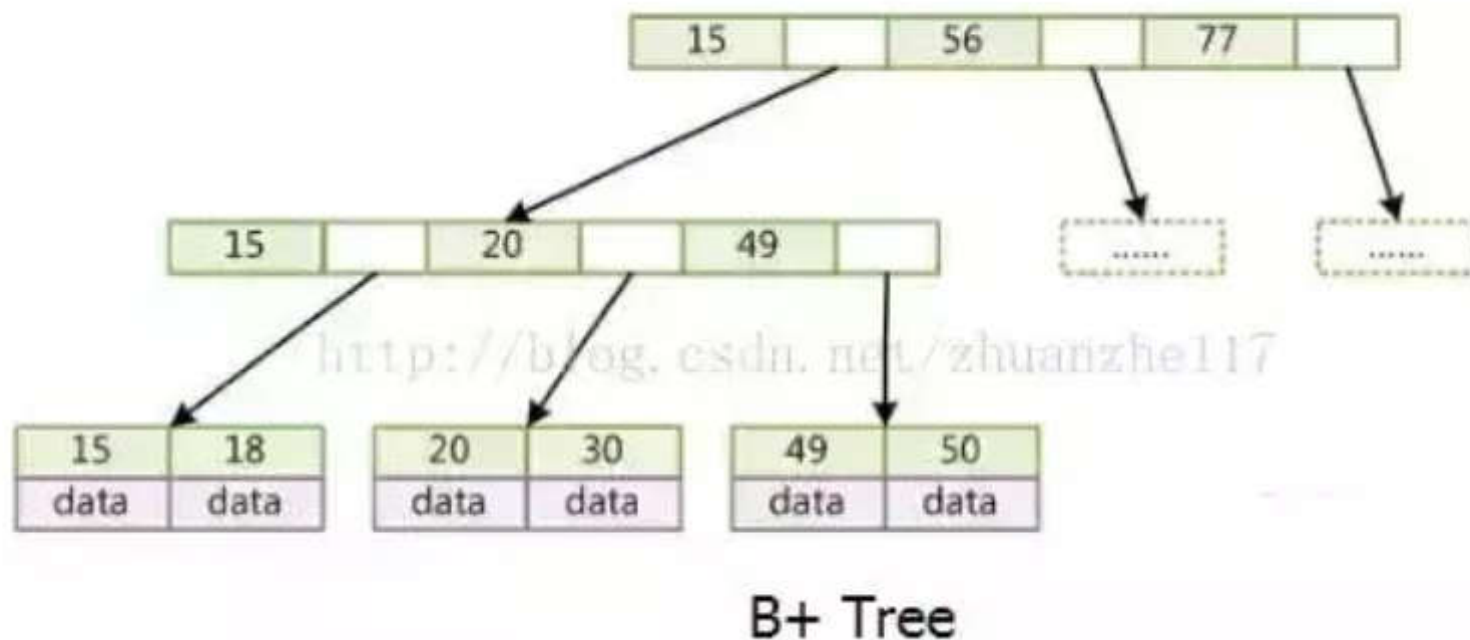 15 56 77
15 20 49 ...... ......
http://blog.csdn.net/zhuanzhe117
15 18 20 30 49 50
data data data data data data
B+ Tree